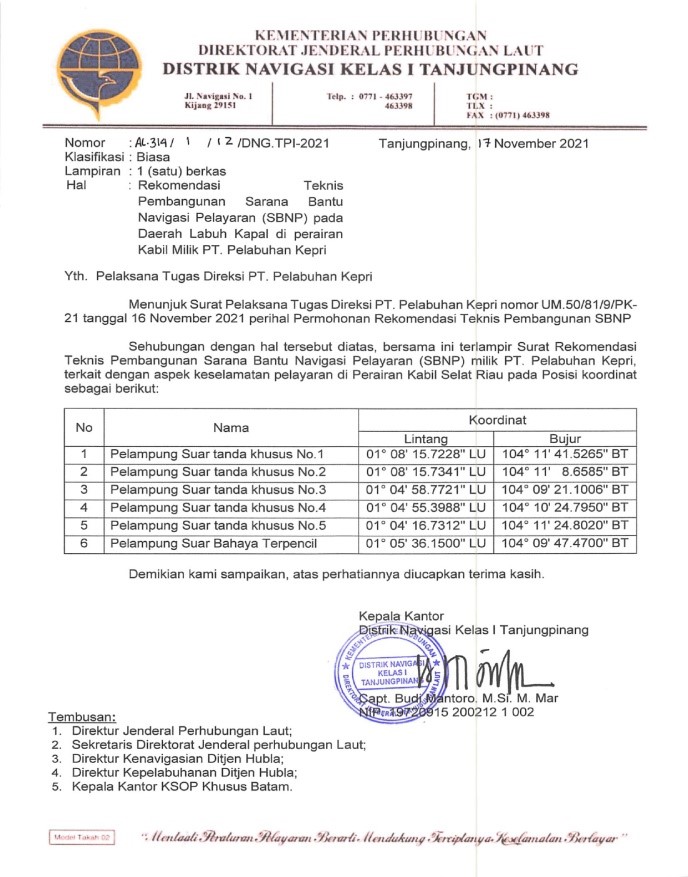 KEMENTERIAN PERHUBUNGAN
DIREKTORAT JENDERAL PERHUBUNGAN LAUT
DISTRIK NAVIGASI KELAS I TANJUNGPINANG
Jl. Navigasi No. 1 Telp. : 0771 - 463397 TGM :
Kijang 29151 463398 TLX :
FAX : (0771) 463398
Nomor : AL.314/ 1 / 12 /DNG.TPI-2021 Tanjungpinang, 17 November 2021
Klasifikasi : Biasa
Lampiran : 1 (satu) berkas
Hal : Rekomendasi Teknis
Pembangunan Sarana Bantu
Navigasi Pelayaran (SBNP) pada
Daerah Labuh Kapal di perairan
Kabil Milik PT. Pelabuhan Kepri
Yth. Pelaksana Tugas Direksi PT. Pelabuhan Kepri
Menunjuk Surat Pelaksana Tugas Direksi PT. Pelabuhan Kepri nomor UM.50/81/9/PK-
21 tanggal 16 November 2021 perihal Permohonan Rekomendasi Teknis Pembangunan SBNP
Sehubungan dengan hal tersebut diatas, bersama ini terlampir Surat Rekomendasi
Teknis Pembangunan Sarana Bantu Navigasi Pelayaran (SBNP) milik PT. Pelabuhan Kepri,
terkait dengan aspek keselamatan pelayaran di Perairan Kabil Selat Riau pada Posisi koordinat
sebagai berikut:
No Nama Koordinat
Lintang Bujur
1 Pelampung Suar tanda khusus No.1 01° 08' 15.7228" LU 104° 11' 41.5265" BT
2 Pelampung Suar tanda khusus No.2 01° 08' 15.7341" LU 104° 11' 8.6585" BT
3 Pelampung Suar tanda khusus No.3 01° 04' 58.7721" LU 104° 09' 21.1006" BT
4 Pelampung Suar tanda khusus No.4 01° 04' 55.3988" LU 104° 10' 24.7950" BT
5 Pelampung Suar tanda khusus No.5 01° 04' 16.7312" LU 104° 11' 24.8020" BT
6 Pelampung Suar Bahaya Terpencil 01° 05' 36.1500" LU 104° 09' 47.4700" BT
Demikian kami sampaikan, atas perhatiannya diucapkan terima kasih.
Kepala Kantor
Distrik Navigasi Kelas I Tanjungpinang
DISTRIK NAVIGASI
KELAS I
TANJUNGPINANG
Capt. Budi Mantoro. M.Si. M. Mar
NIP. 19720915 200212 1 002
Tembusan:
1. Direktur Jenderal Perhubungan Laut;
2. Sekretaris Direktorat Jenderal perhubungan Laut;
3. Direktur Kenavigasian Ditjen Hubla;
4. Direktur Kepelabuhanan Ditjen Hubla;
5. Kepala Kantor KSOP Khusus Batam.
Model Takah 02 "Mentaati Peraturan Pelayaran Berarti Mendukung Terciptanya Keselamatan Berlayar"